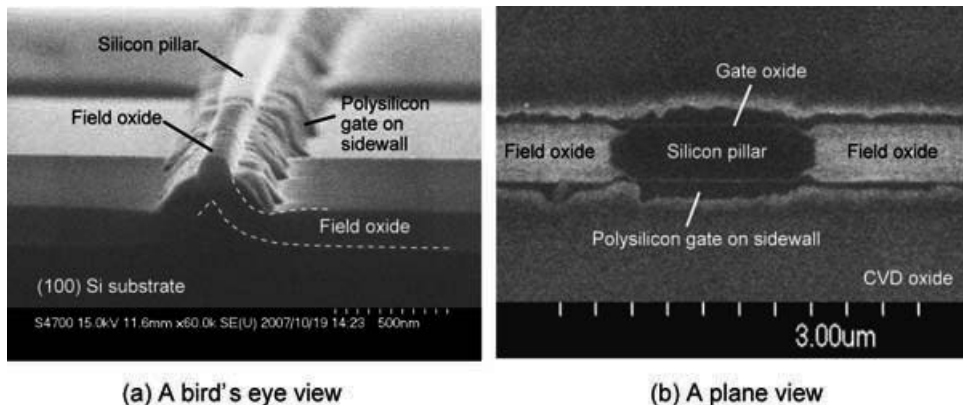 Silicon pillar
Field oxide
Polysilicon
gate on
sidewall
Field oxide
(100) Si substrate
S4700 15.0kV 11.6mm x60.0k SE(U) 2007/10/19 14:23 500nm
(a) A bird's eye view
Gate oxide
Field oxide
Silicon pillar
Field oxide
Polysilicon gate on sidewall
CVD oxide
3.00um
(b) A plane view